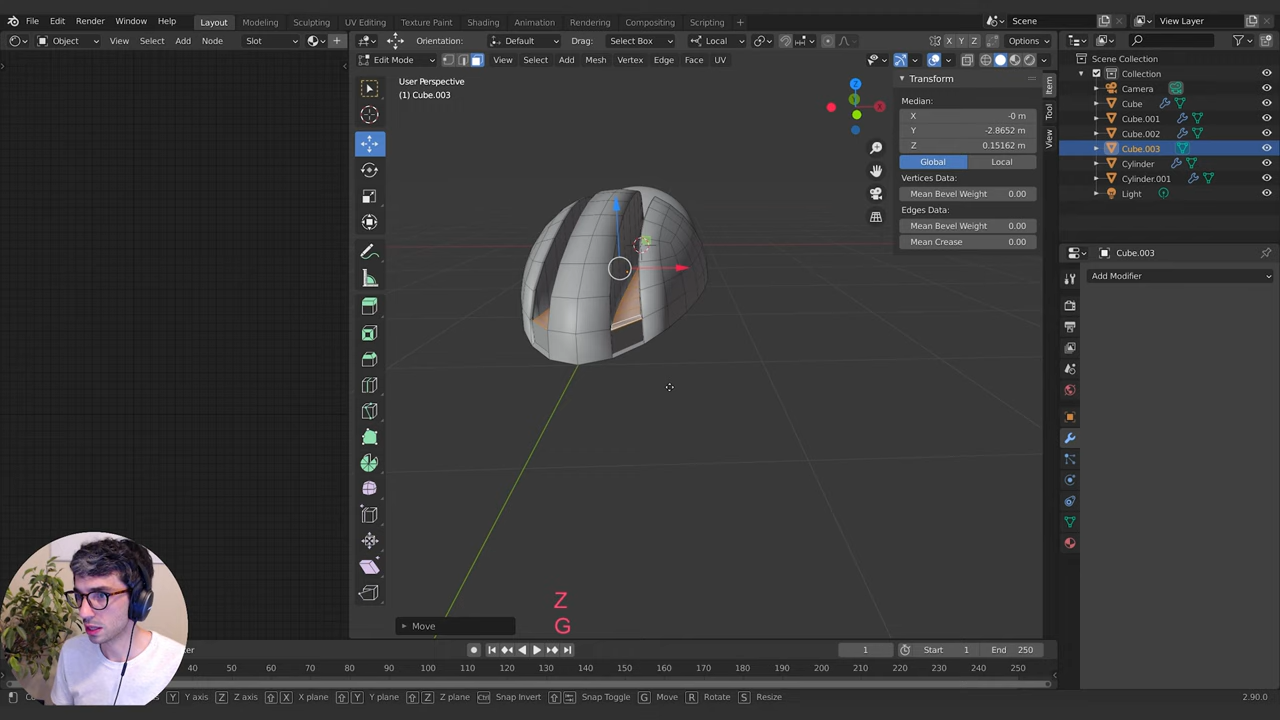 File Edit Render Window Help Layout Modeling Sculpting UV Editing Texture Paint Shading Animation Rendering Compositing Scripting + Scene View Layer
Object View Select Add Node Slot Orientation: Default Drag: Select Box Local X Y Z Options
Edit Mode View Select Add Mesh Vertex Edge Face UV
User Perspective
(1) Cube.003
Z
X
Transform
Median:
X -0 m
Y -2.8652 m
Z 0.15162 m
Global Local
Vertices Data:
Mean Bevel Weight 0.00
Edges Data:
Mean Bevel Weight 0.00
Mean Crease 0.00
Item
Tool
View
Scene Collection
Collection
Camera
Cube
Cube.001
Cube.002
Cube.003
Cylinder
Cylinder.001
Light
Cube.003
Add Modifier
Z
G
Move
1 Start 1 End 250
40 50 60 70 80 90 100 110 120 130 140 150 160 170 180 190 200 210 220 230 240 250
Y Y axis Z Z axis X X plane Y Y plane Z Z plane Snap Invert Snap Toggle G Move R Rotate S Resize 2.90.0